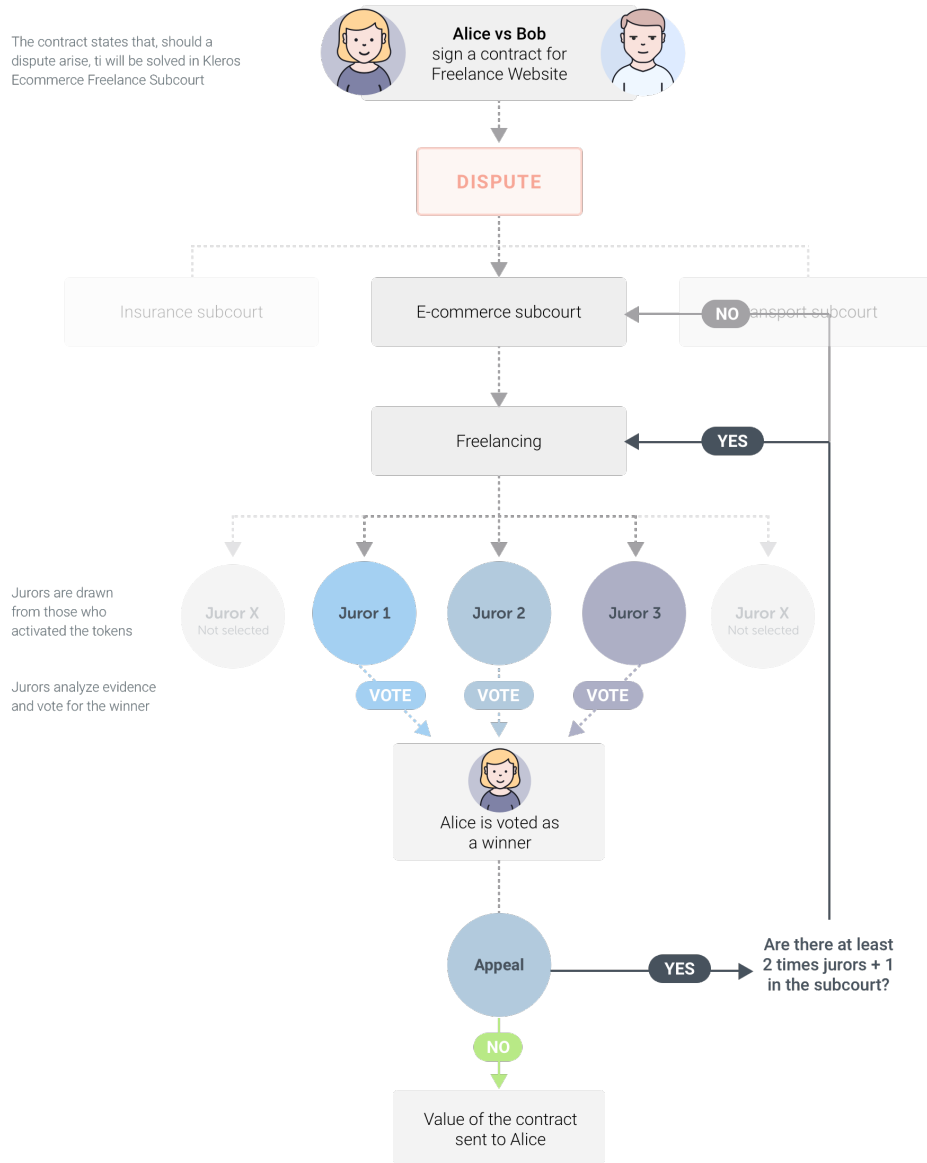 The contract states that, should a
dispute arise, ti will be solved in Kleros
Ecommerce Freelance Subcourt
Alice vs Bob
sign a contract for
Freelance Website
DISPUTE
Insurance subcourt
E-commerce subcourt
NO
ansport subcourt
Freelancing
YES
Jurors are drawn
from those who
activated the tokens
Juror X
Not selected
Juror 1
Juror 2
Juror 3
Juror X
Not selected
Jurors analyze evidence
and vote for the winner
VOTE
VOTE
VOTE
Alice is voted as
a winner
Appeal
YES
Are there at least
2 times jurors + 1
in the subcourt?
NO
Value of the contract
sent to Alice